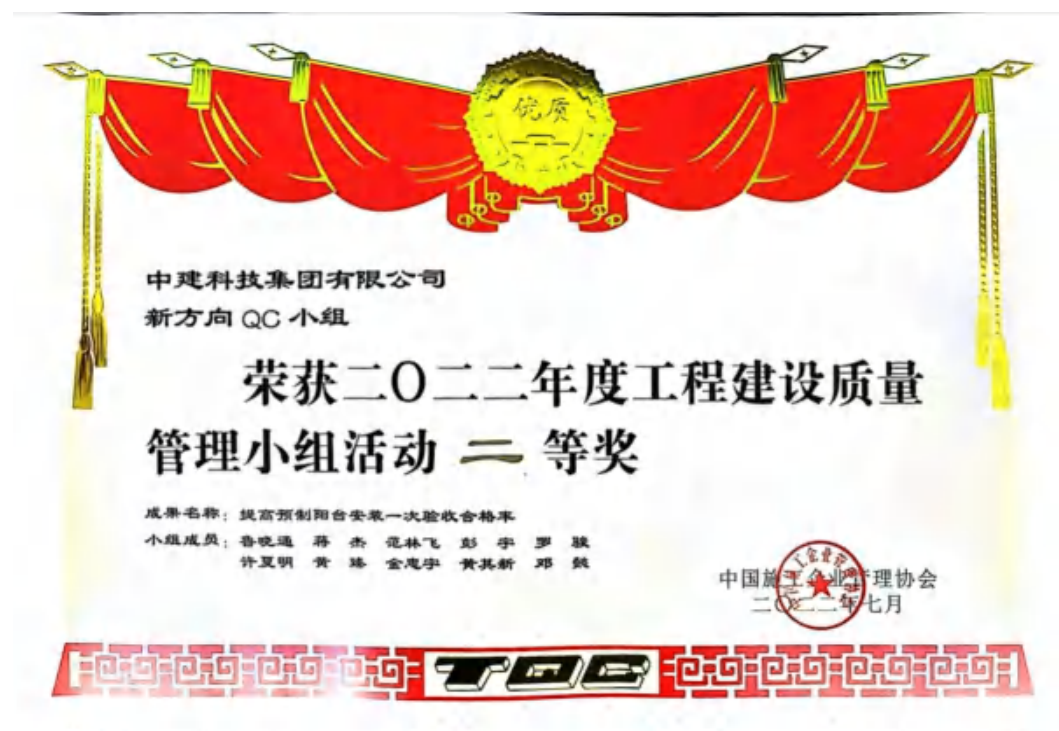 优质
中建科技集团有限公司
新方向 QC 小组
荣获二〇二二年度工程建设质量
管理小组活动 二 等奖
成果名称：提高预制阳台安装一次验收合格率
小组成员：鲁晓通 蒋 杰 范林飞 彭 宇 罗 骏
许夏明 黄 臻 金惠宇 黄其新 邓 懿
中国施工企业管理协会
二〇二二年七月
TQC